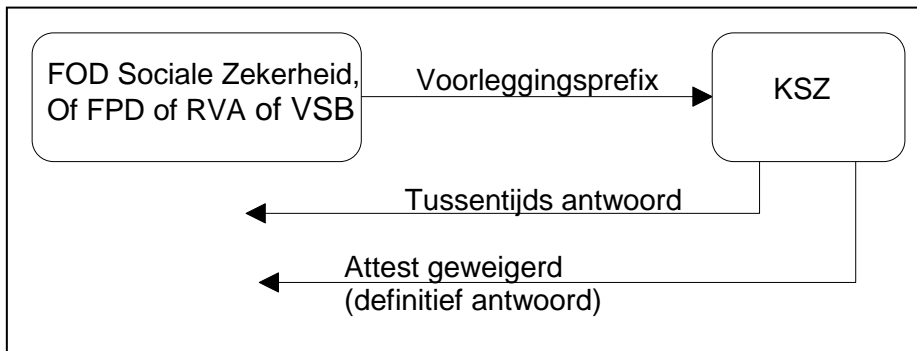 FOD Sociale Zekerheid,
Of FPD of RVA of VSB
Voorleggingsprefix
KSZ
Tussentijds antwoord
Attest geweigerd
(definitief antwoord)